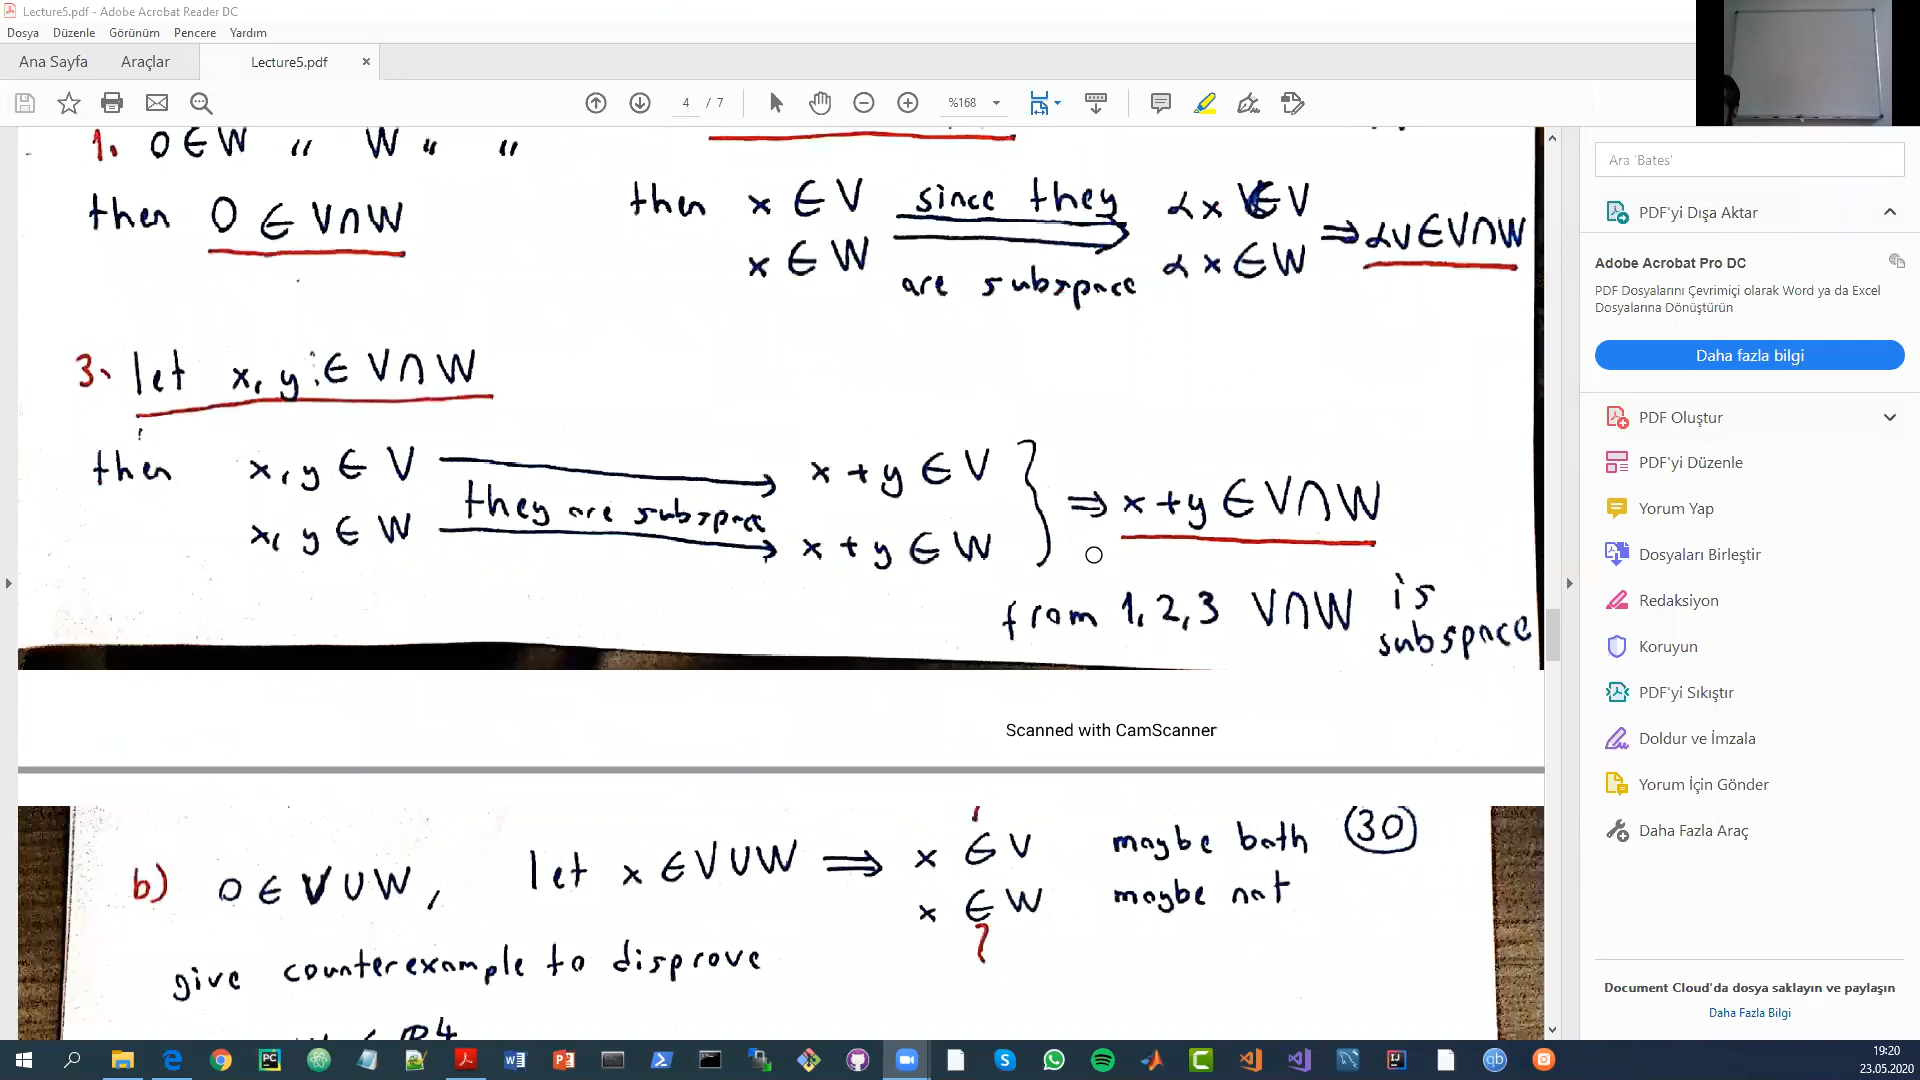 Lecture5.pdf - Adobe Acrobat Reader DC
Dosya Düzenle Görünüm Pencere Yardım
Ana Sayfa Araçlar Lecture5.pdf ×
4 / 7 %168
1. 0 ∈ W " W " "
then 0 ∈ V∩W
then x ∈ V since they αx ∈ V
x ∈ W are subspace αx ∈ W ⇒ αv ∈ V∩W
3. let x, y ∈ V∩W
then x, y ∈ V → x + y ∈ V
they are subspace ⇒ x + y ∈ V∩W
x, y ∈ W → x + y ∈ W
from 1, 2, 3 V∩W is
subspace
Scanned with CamScanner
b) 0 ∈ V∪W, let x ∈ V∪W ⇒ x ∈ V maybe both 30
x ∈ W maybe not
?
give counterexample to disprove
Ara 'Bates'
PDF'yi Dışa Aktar
Adobe Acrobat Pro DC
PDF Dosyalarını Çevrimiçi olarak Word ya da Excel
Dosyalarına Dönüştürün
Daha fazla bilgi
PDF Oluştur
PDF'yi Düzenle
Yorum Yap
Dosyaları Birleştir
Redaksiyon
Koruyun
PDF'yi Sıkıştır
Doldur ve İmzala
Yorum İçin Gönder
Daha Fazla Araç
Document Cloud'da dosya saklayın ve paylaşın
Daha Fazla Bilgi
19:20
23.05.2020